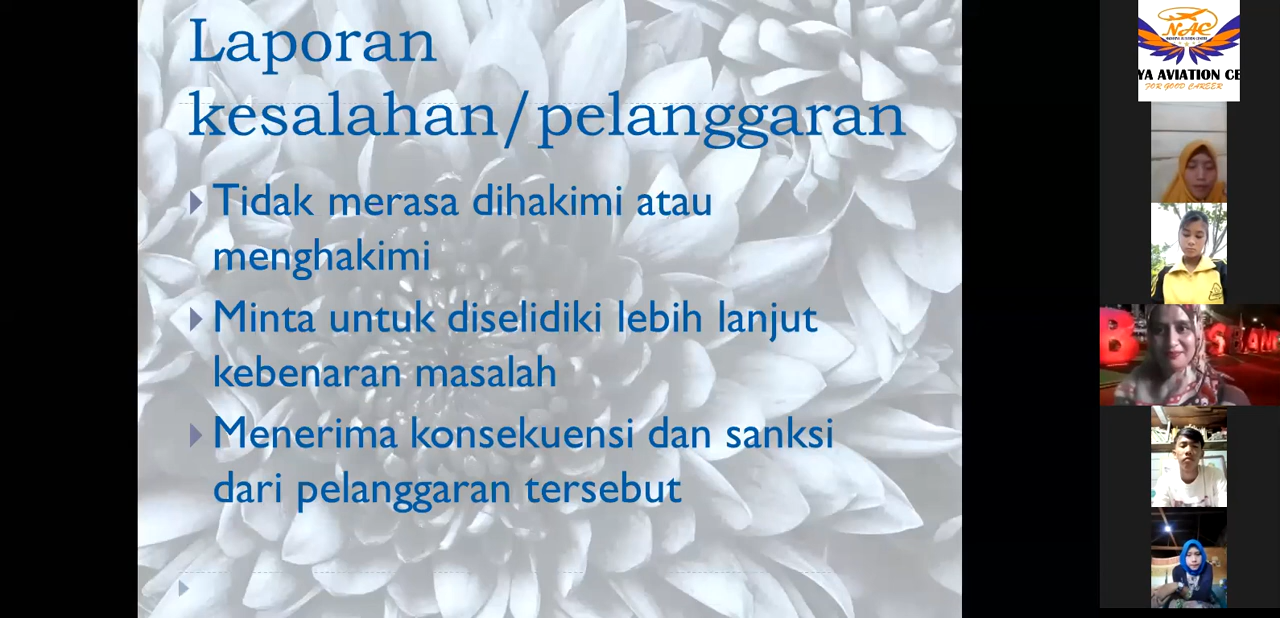 Laporan
kesalahan/pelanggaran
Tidak merasa dihakimi atau
menghakimi
Minta untuk diselidiki lebih lanjut
kebenaran masalah
Menerima konsekuensi dan sanksi
dari pelanggaran tersebut
NAC
YA AVIATION CE
FOR GOOD CAREER
B